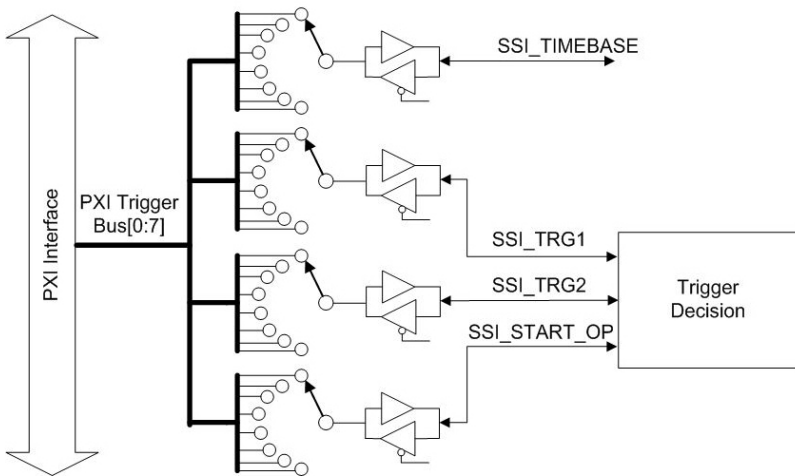 SSI_TIMEBASE
PXI Interface
PXI Trigger
Bus[0:7]
SSI_TRG1
SSI_TRG2
SSI_START_OP
Trigger
Decision